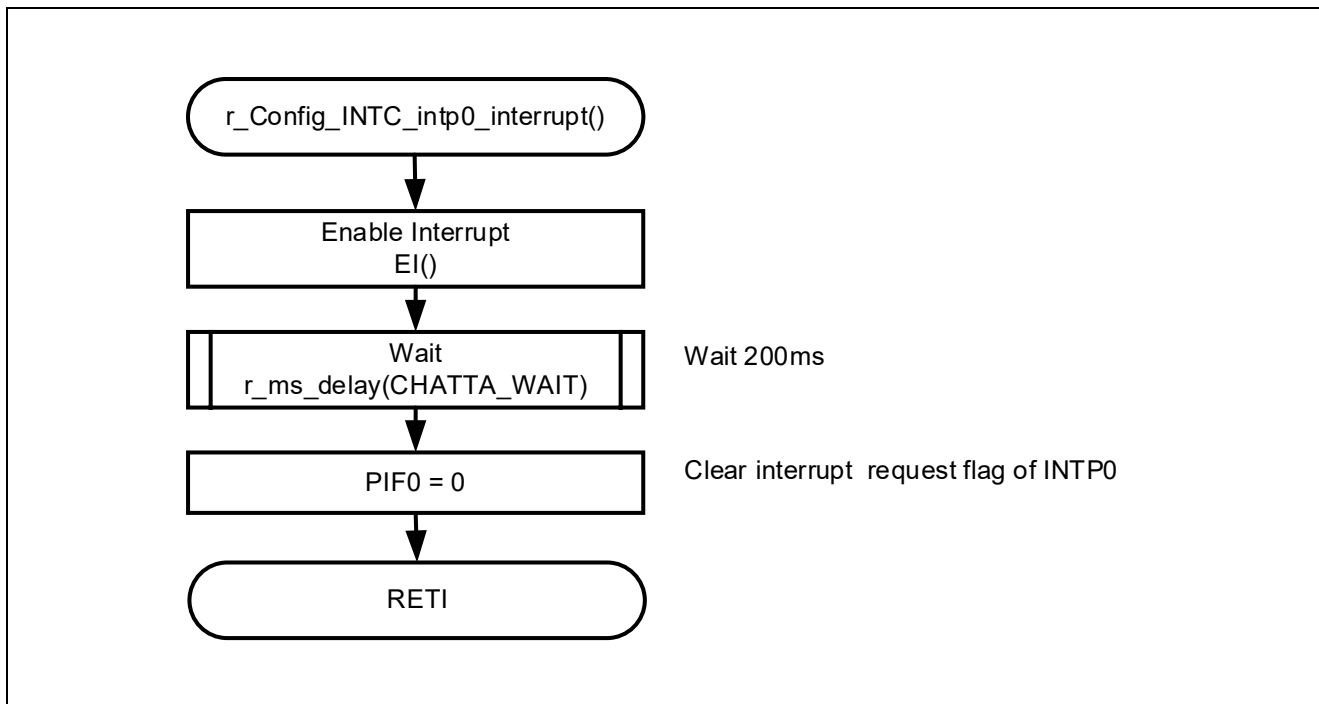 r_Config_INTC_intp0_interrupt()
Enable Interrupt
EI()
Wait
r_ms_delay(CHATTA_WAIT)
Wait 200ms
PIF0 = 0
Clear interrupt request flag of INTP0
RETI